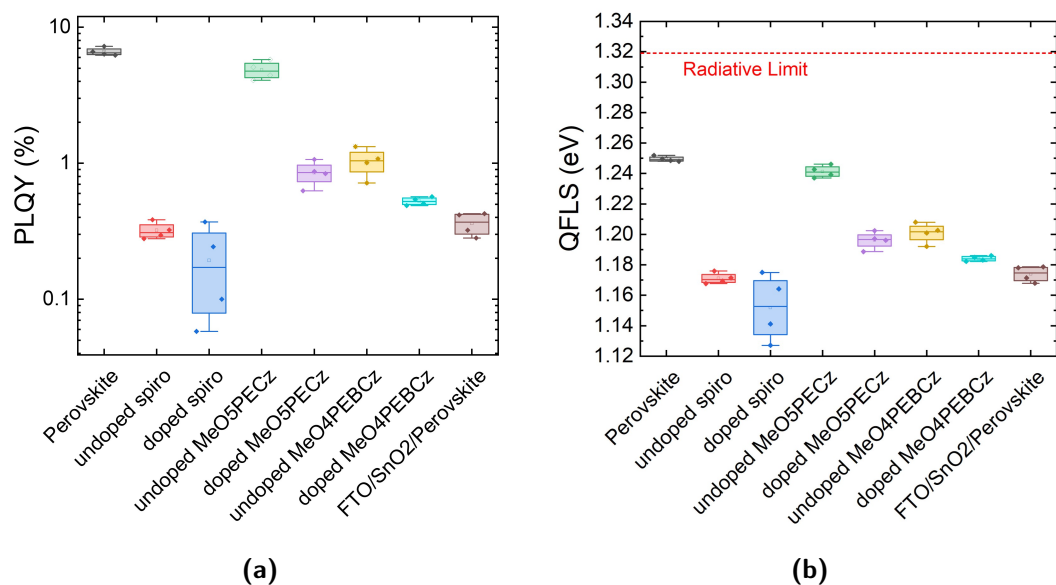 10
1
0.1
PLQY (%)
Perovskite
undoped spiro
doped spiro
undoped MeO5PECz
doped MeO5PECz
undoped MeO4PEBCz
doped MeO4PEBCz
FTO/SnO2/Perovskite
(a)
1.34
1.32
1.30
1.28
1.26
1.24
1.22
1.20
1.18
1.16
1.14
1.12
QFLS (eV)
Radiative Limit
Perovskite
undoped spiro
doped spiro
undoped MeO5PECz
doped MeO5PECz
undoped MeO4PEBCz
doped MeO4PEBCz
FTO/SnO2/Perovskite
(b)